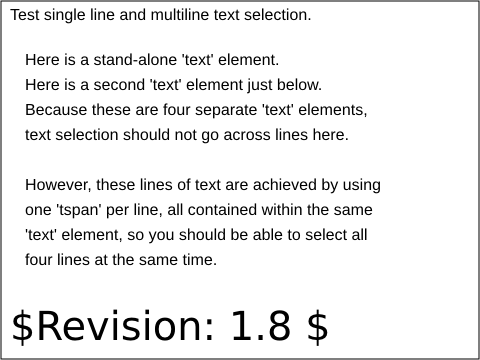 Test single line and multiline text selection.
Here is a stand-alone 'text' element.
Here is a second 'text' element just below.
Because these are four separate 'text' elements,
text selection should not go across lines here.
However, these lines of text are achieved by using
one 'tspan' per line, all contained within the same
'text' element, so you should be able to select all
four lines at the same time.
$Revision: 1.8 $